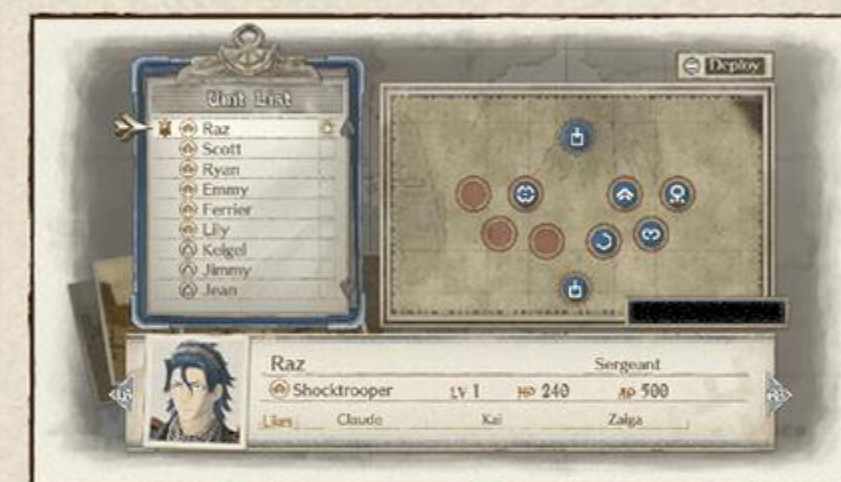 Deploy
Unit List
Raz
Scott
Ryan
Emmy
Ferrier
Lily
Keigel
Jimmy
Jean
Raz Sergeant
Shocktrooper LV 1 HP 240 AP 500
Likes Claude Kai Zaiga